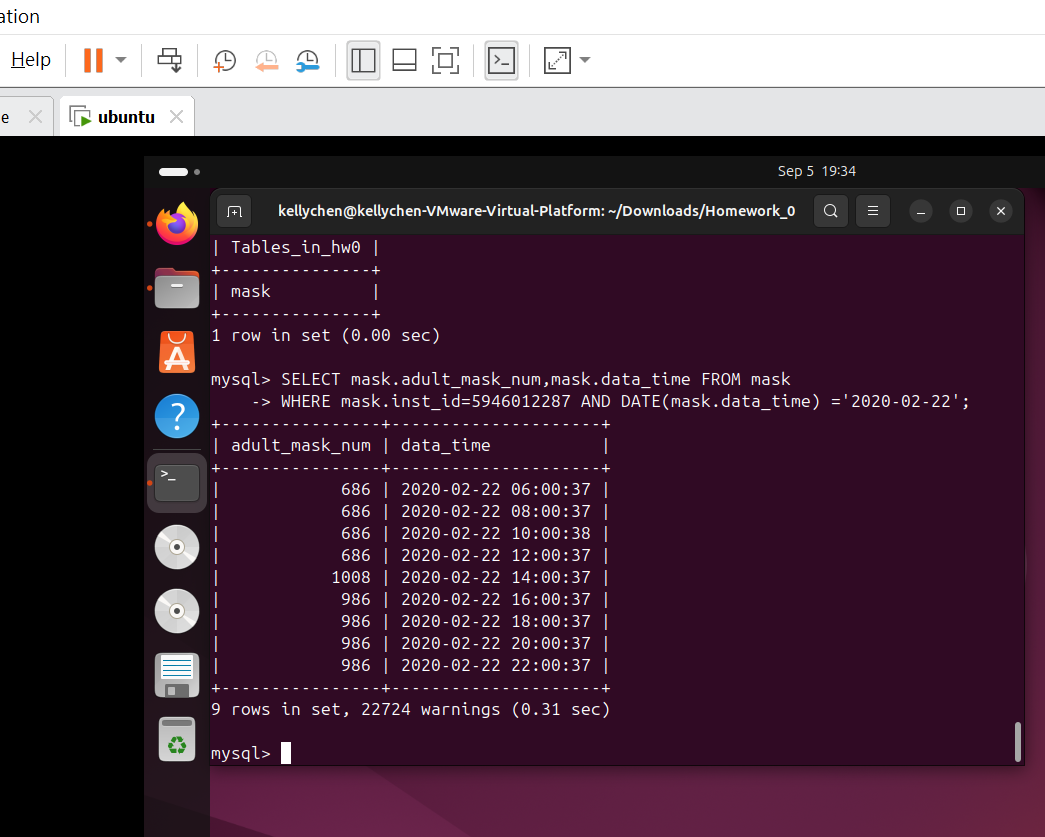 ation
Help
e
ubuntu
Sep 5 19:34
kellychen@kellychen-VMware-Virtual-Platform: ~/Downloads/Homework_0
| Tables_in_hw0 |
+---------------+
| mask          |
+---------------+
1 row in set (0.00 sec)
mysql> SELECT mask.adult_mask_num,mask.data_time FROM mask
    -> WHERE mask.inst_id=5946012287 AND DATE(mask.data_time) ='2020-02-22';
+----------------+---------------------+
| adult_mask_num | data_time           |
+----------------+---------------------+
|            686 | 2020-02-22 06:00:37 |
|            686 | 2020-02-22 08:00:37 |
|            686 | 2020-02-22 10:00:38 |
|            686 | 2020-02-22 12:00:37 |
|           1008 | 2020-02-22 14:00:37 |
|            986 | 2020-02-22 16:00:37 |
|            986 | 2020-02-22 18:00:37 |
|            986 | 2020-02-22 20:00:37 |
|            986 | 2020-02-22 22:00:37 |
+----------------+---------------------+
9 rows in set, 22724 warnings (0.31 sec)
mysql>